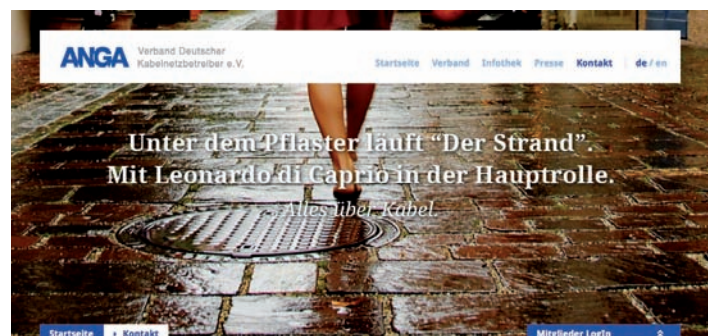 ANGA
Verband Deutscher
Kabelnetzbetreiber e.V.
Startseite Verband Infothek Presse Kontakt de / en
Unter dem Pflaster läuft “Der Strand”.
Mit Leonardo di Caprio in der Hauptrolle.
Alles über Kabel.
Startseite › Kontakt
Mitglieder LogIn